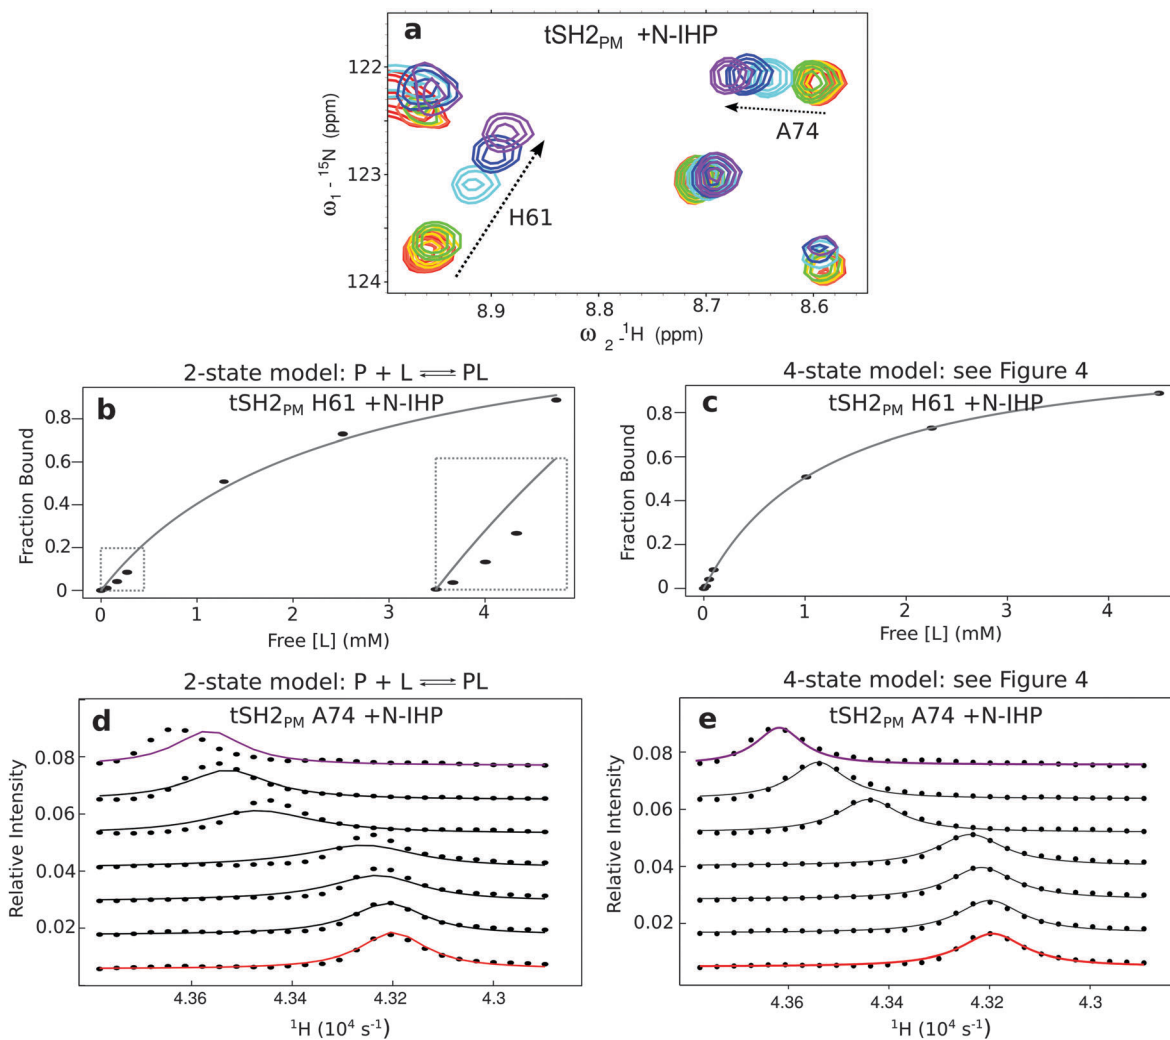 a
tSH2PM +N-IHP
122
123
124
ω1 - 15N (ppm)
H61
A74
8.9
8.8
8.7
8.6
ω 2 - 1H (ppm)
2-state model: P + L ⇌ PL
b
tSH2PM H61 +N-IHP
Fraction Bound
0.8
0.6
0.4
0.2
0
0
1
2
3
4
Free [L] (mM)
4-state model: see Figure 4
c
tSH2PM H61 +N-IHP
Fraction Bound
0.8
0.6
0.4
0.2
0
0
1
2
3
4
Free [L] (mM)
2-state model: P + L ⇌ PL
d
tSH2PM A74 +N-IHP
Relative Intensity
0.08
0.06
0.04
0.02
4.36
4.34
4.32
4.3
1H (10^4 s^-1)
4-state model: see Figure 4
e
tSH2PM A74 +N-IHP
Relative Intensity
0.08
0.06
0.04
0.02
4.36
4.34
4.32
4.3
1H (10^4 s^-1)